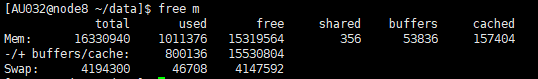 [AU032@node8 ~/data]$ free m
total used free shared buffers cached
Mem: 16330940 1011376 15319564 356 53836 157404
-/+ buffers/cache: 800136 15530804
Swap: 4194300 46708 4147592